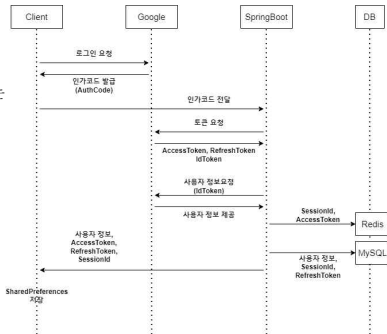 Client Google SpringBoot DB
로그인 요청
인가코드 발급
(AuthCode)
인가코드 전달
토큰 요청
AccessToken, RefreshToken
IdToken
사용자 정보요청
(IdToken)
사용자 정보 제공
SessionId,
AccessToken
Redis
사용자 정보,
AccessToken,
RefreshToken,
SessionId
MySQL
사용자 정보,
SessionId,
RefreshToken
SharedPreferences
저장